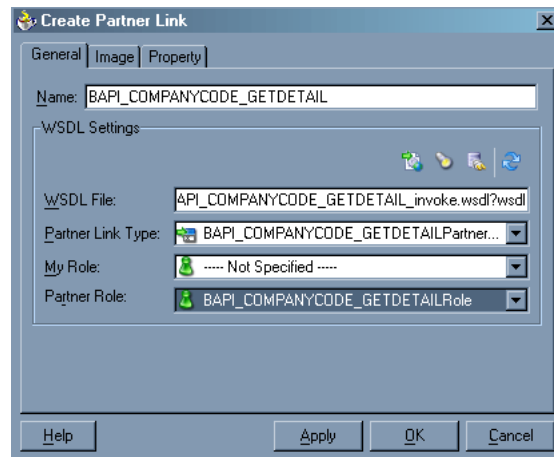 Create Partner Link
General Image Property
Name: BAPI_COMPANYCODE_GETDETAIL
WSDL Settings
WSDL File: API_COMPANYCODE_GETDETAIL_invoke.wsdl?wsdl
Partner Link Type: BAPI_COMPANYCODE_GETDETAILPartner...
My Role: ----- Not Specified -----
Partner Role: BAPI_COMPANYCODE_GETDETAILRole
Help Apply OK Cancel